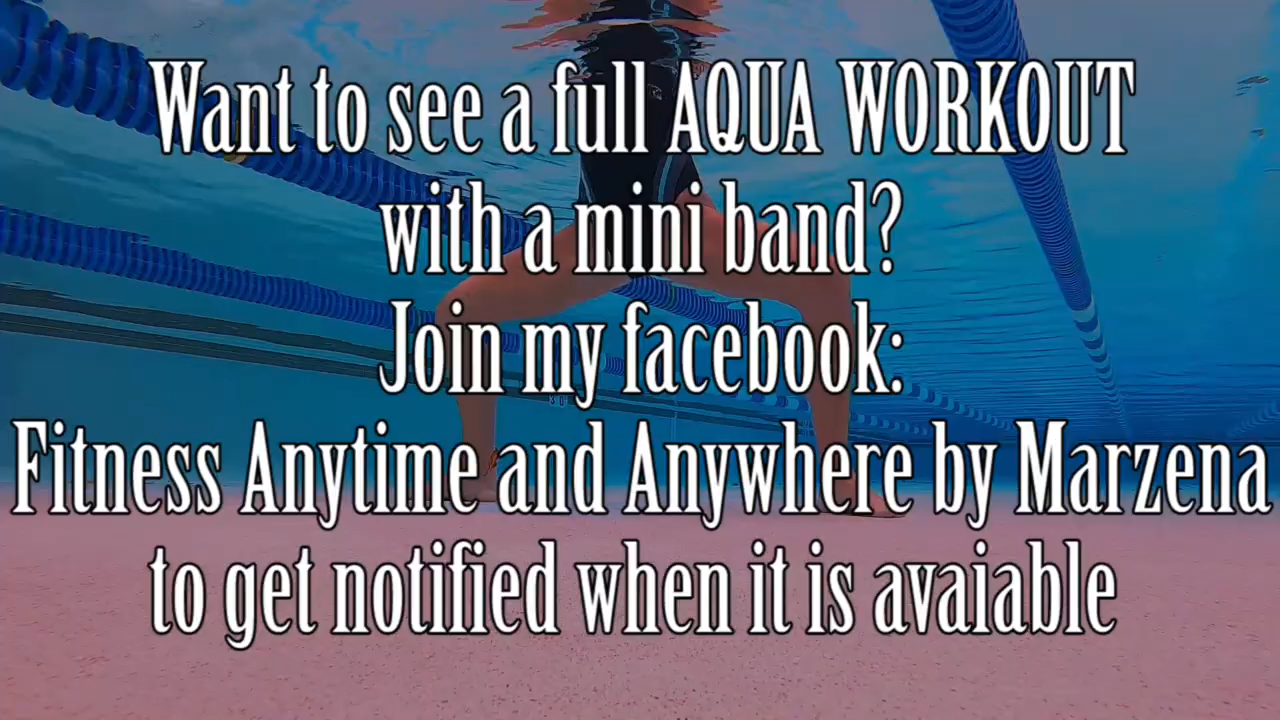 Want to see a full AQUA WORKOUT
with a mini band?
Join my facebook:
Fitness Anytime and Anywhere by Marzena
to get notified when it is avaiable